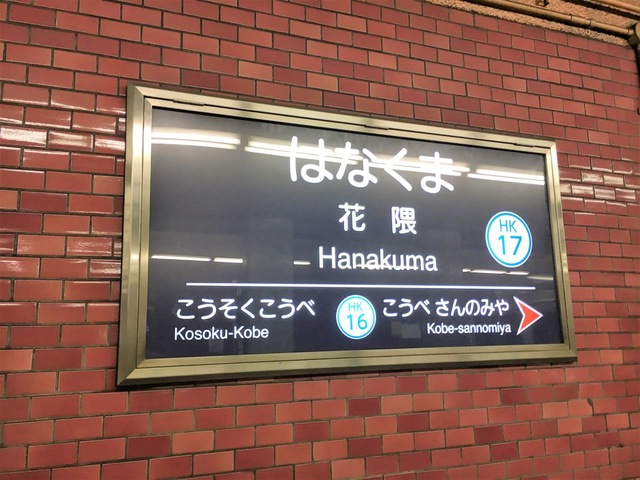 はなくま
花隈
HK
17
Hanakuma
こうそくこうべ HK 16 こうべ さんのみや
Kosoku-Kobe Kobe-sannomiya